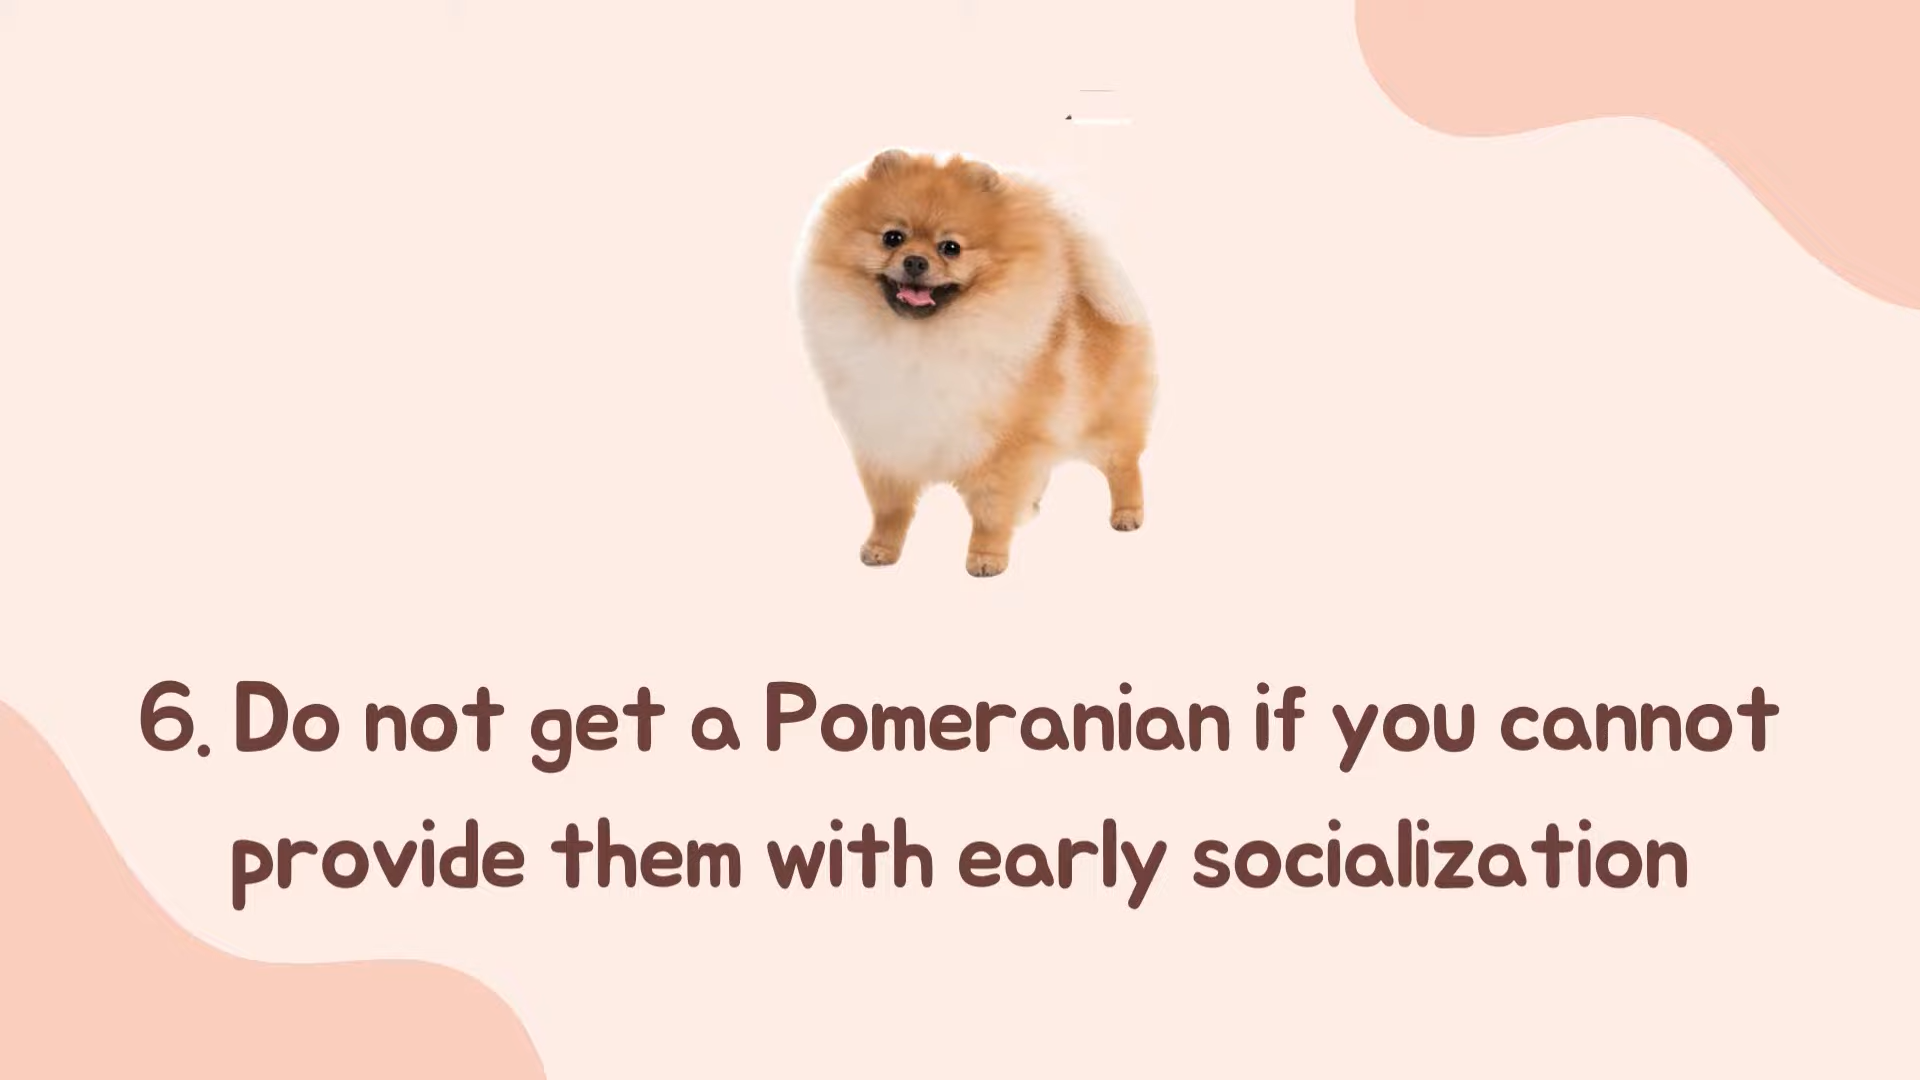 6. Do not get a Pomeranian if you cannot
provide them with early socialization